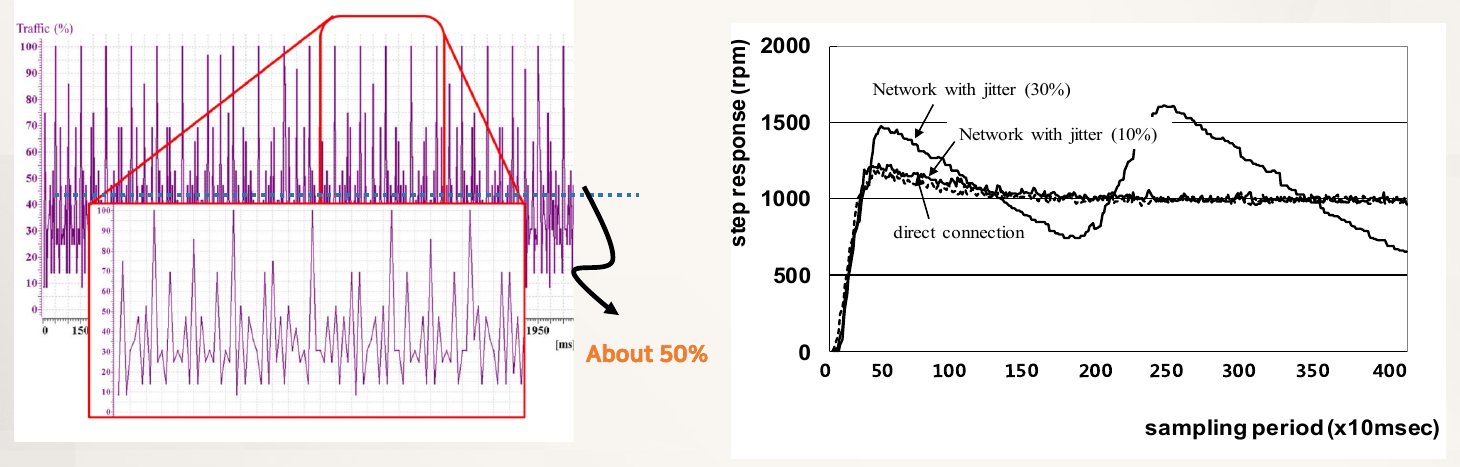 Traffic (%)
100
90
80
70
60
50
40
30
20
10
0
100
90
80
70
60
50
40
30
20
10
0
0 150 1950
[ms]
About 50%
step response (rpm)
2000
1500
1000
500
0
Network with jitter (30%)
Network with jitter (10%)
direct connection
0 50 100 150 200 250 300 350 400
sampling period (x10msec)